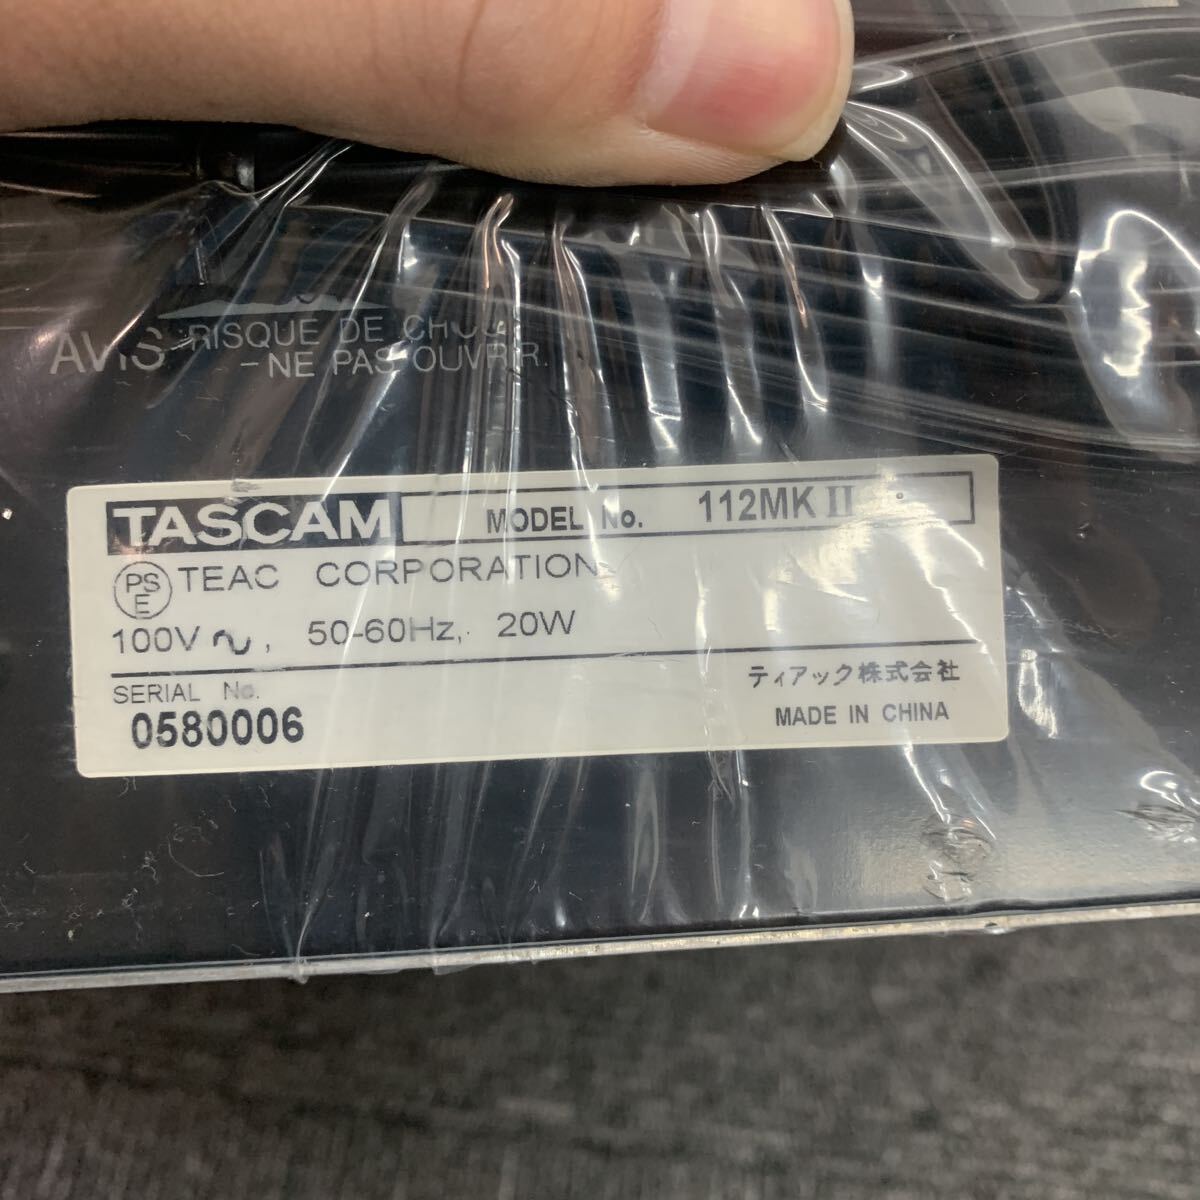 AVIS RISQUE DE CHOC
-NE PAS OUVRIR.
TASCAM MODEL No. 112MK II
PSE TEAC CORPORATION
100V ~, 50-60Hz, 20W
SERIAL No. ティアック株式会社
0580006 MADE IN CHINA